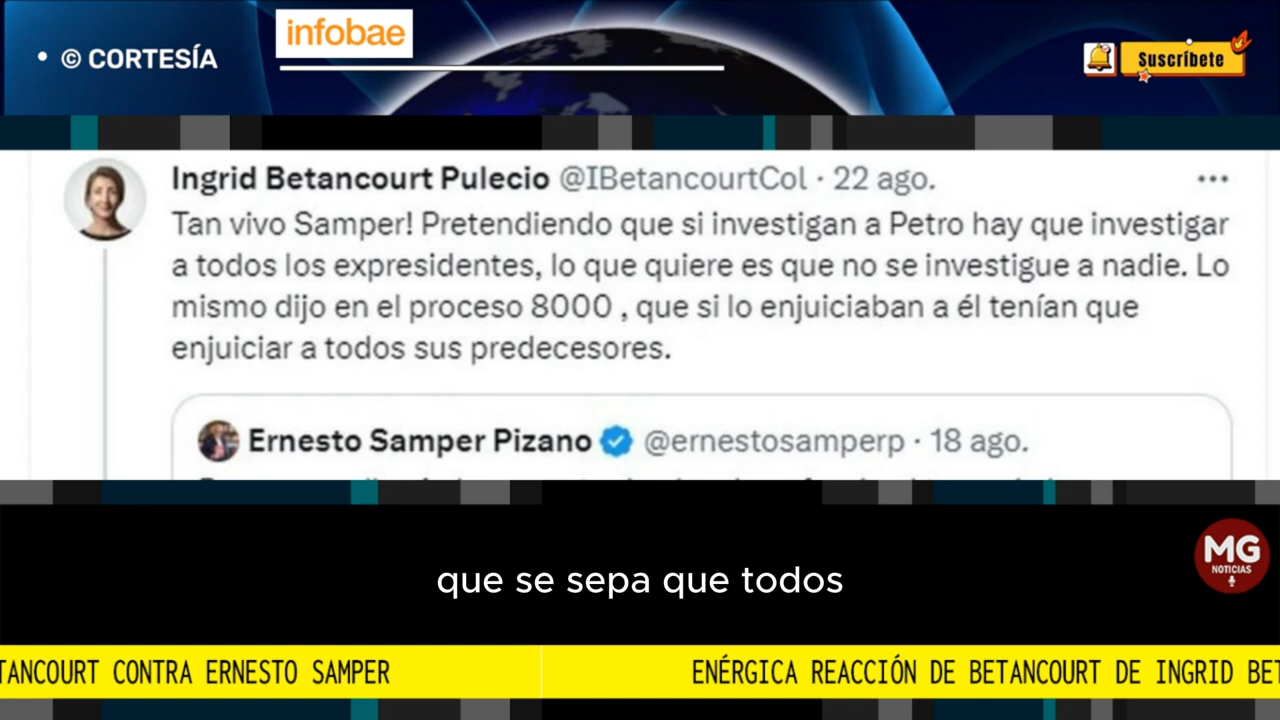 infobae
• © CORTESÍA
Suscríbete
Ingrid Betancourt Pulecio @IBetancourtCol · 22 ago.
Tan vivo Samper! Pretendiendo que si investigan a Petro hay que investigar
a todos los expresidentes, lo que quiere es que no se investigue a nadie. Lo
mismo dijo en el proceso 8000 , que si lo enjuiciaban a él tenían que
enjuiciar a todos sus predecesores.
Ernesto Samper Pizano @ernestosamperp · 18 ago.
MG
NOTICIAS
que se sepa que todos
TANCOURT CONTRA ERNESTO SAMPER
ENÉRGICA REACCIÓN DE BETANCOURT DE INGRID BET